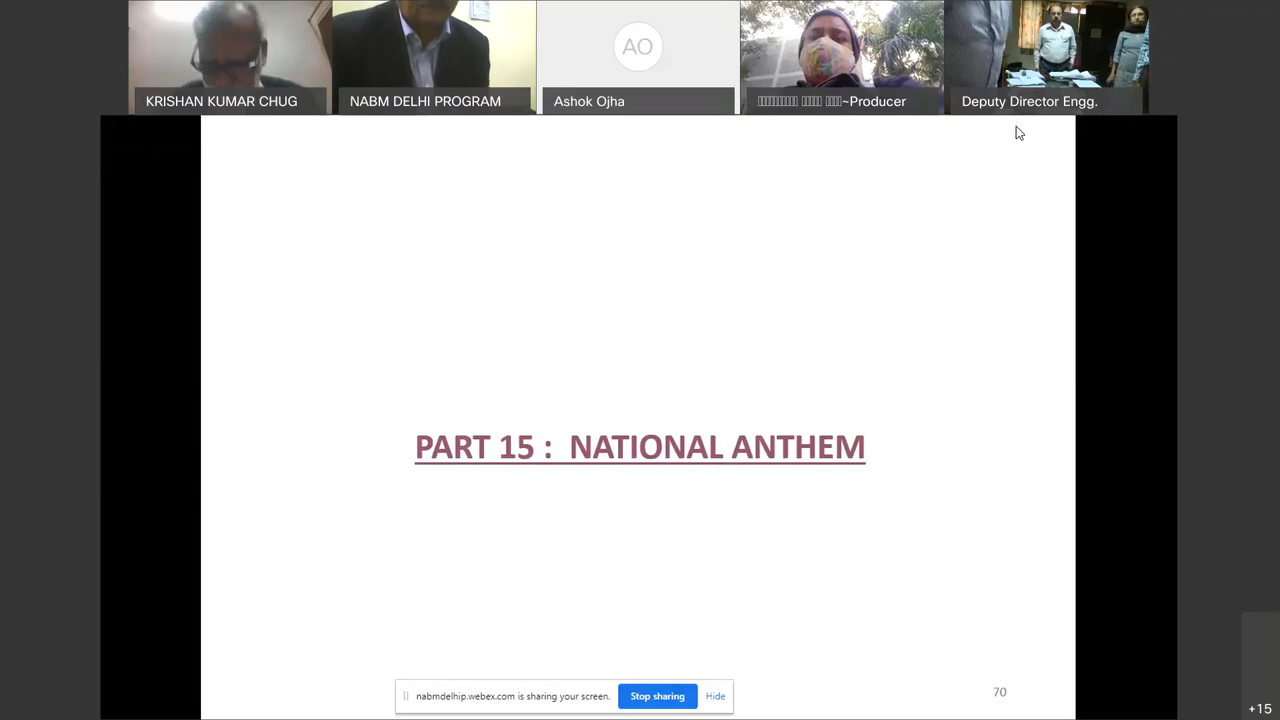 KRISHAN KUMAR CHUG
NABM DELHI PROGRAM
Ashok Ojha
AO
~Producer
Deputy Director Engg.
PART 15 : NATIONAL ANTHEM
nabmdelhip.webex.com is sharing your screen.
Stop sharing
Hide
70
+15